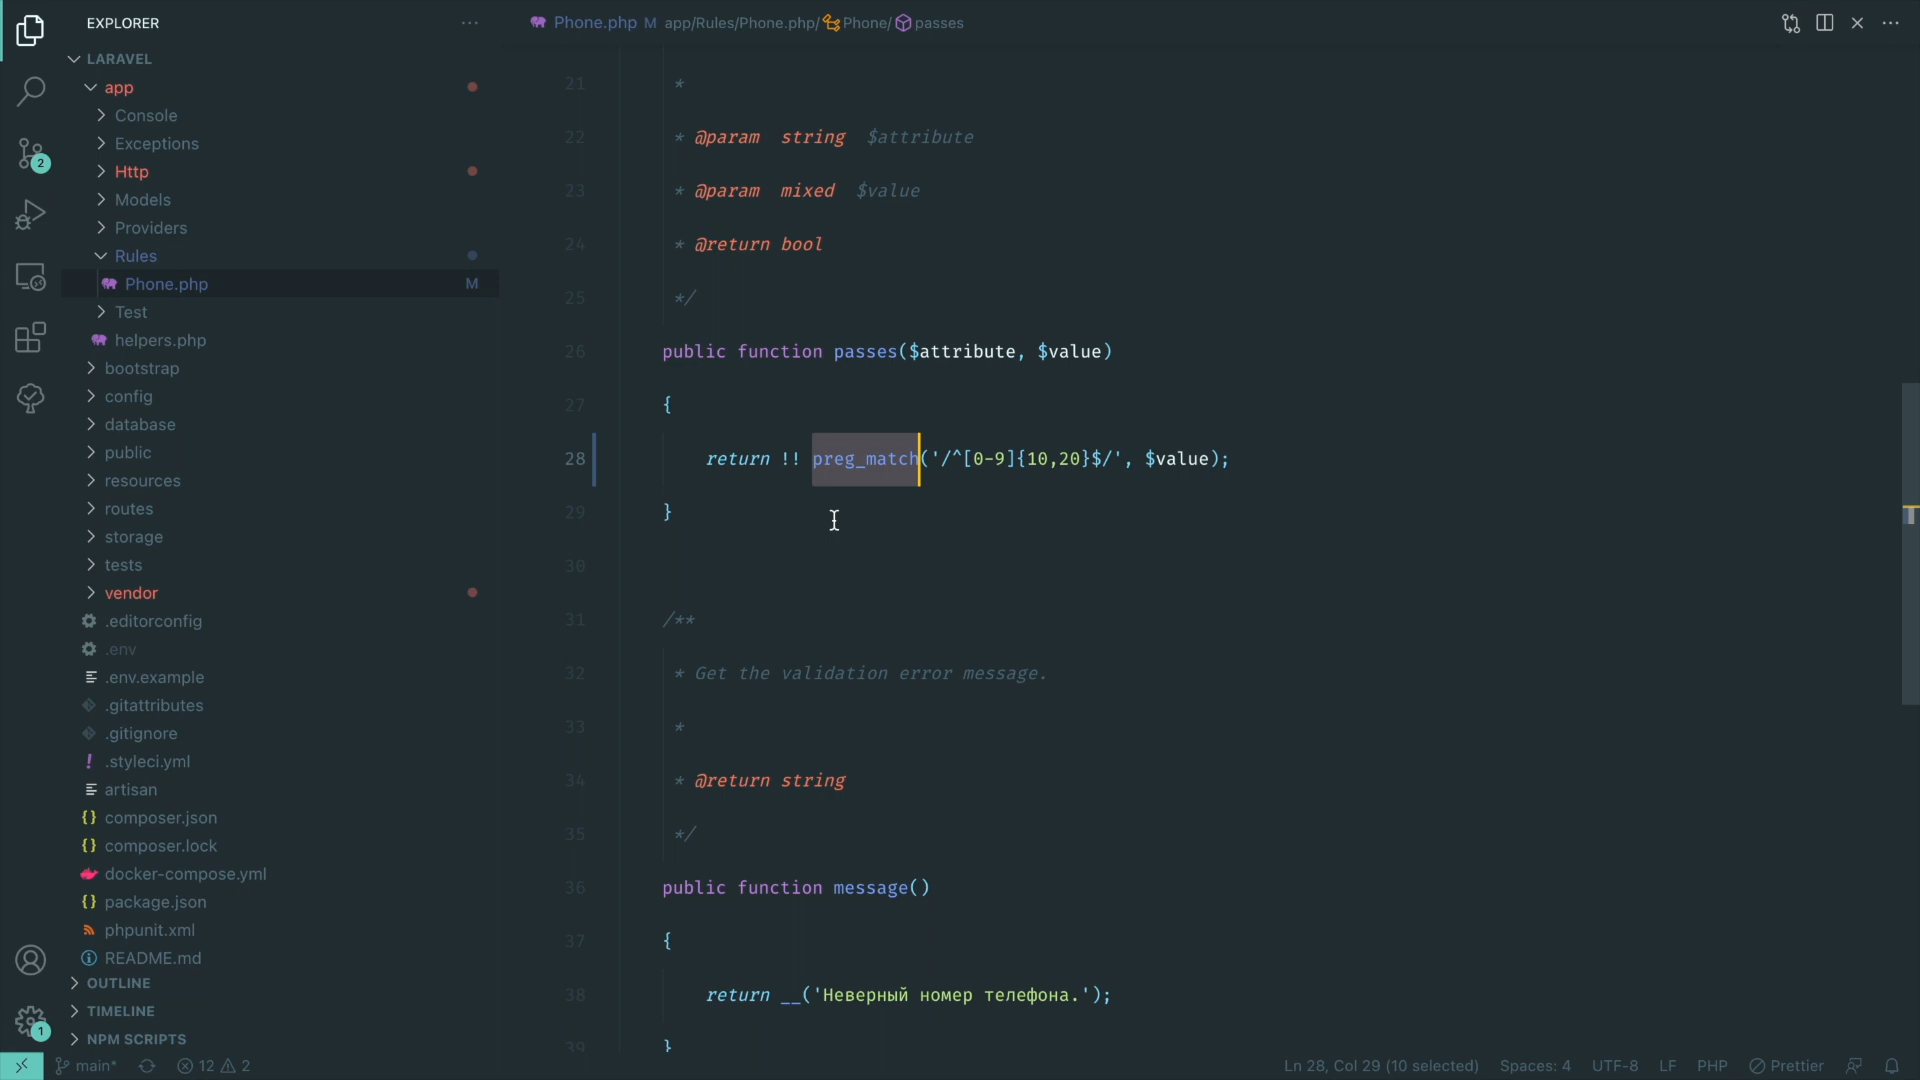 EXPLORER
Phone.php M app/Rules/Phone.php/ Phone/ passes
LARAVEL
app
Console
Exceptions
Http
Models
Providers
Rules
Phone.php M
Test
helpers.php
bootstrap
config
database
public
resources
routes
storage
tests
vendor
.editorconfig
.env
.env.example
.gitattributes
.gitignore
.styleci.yml
artisan
composer.json
composer.lock
docker-compose.yml
package.json
phpunit.xml
README.md
OUTLINE
TIMELINE
NPM SCRIPTS
2
1
21 *
22 * @param string $attribute
23 * @param mixed $value
24 * @return bool
25 */
26 public function passes($attribute, $value)
27 {
28 return !! preg_match('/^[0-9]{10,20}$/', $value);
29 }
30
31 /**
32 * Get the validation error message.
33 *
34 * @return string
35 */
36 public function message()
37 {
38 return __('Неверный номер телефона.');
39 }
main* 12 2 Ln 28, Col 29 (10 selected) Spaces: 4 UTF-8 LF PHP Prettier